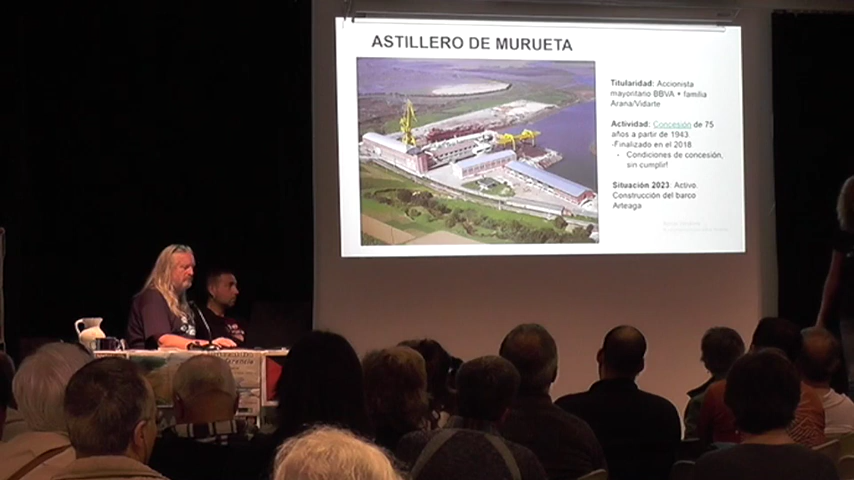 ASTILLERO DE MURUETA
Titularidad: Accionista
mayoritario BBVA + familia
Arana/Vidarte
Actividad: Concesión de 75
años a partir de 1943.
-Finalizado en el 2018
- Condiciones de concesión,
sin cumplir!
Situación 2023: Activo.
Construcción del barco
Arteaga